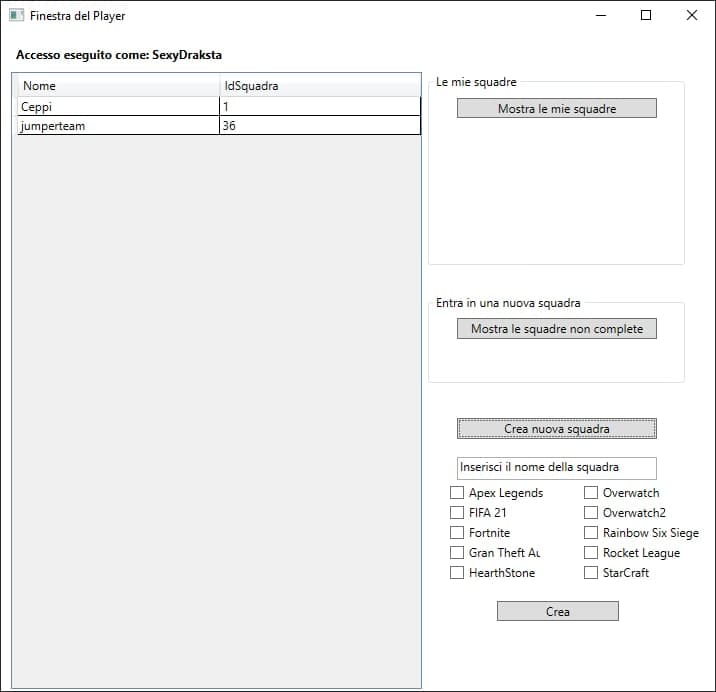 Finestra del Player
Accesso eseguito come: SexyDraksta
Nome IdSquadra
Ceppi 1
jumperteam 36
Le mie squadre
Mostra le mie squadre
Entra in una nuova squadra
Mostra le squadre non complete
Crea nuova squadra
Inserisci il nome della squadra
Apex Legends Overwatch
FIFA 21 Overwatch2
Fortnite Rainbow Six Siege
Gran Theft Au Rocket League
HearthStone StarCraft
Crea